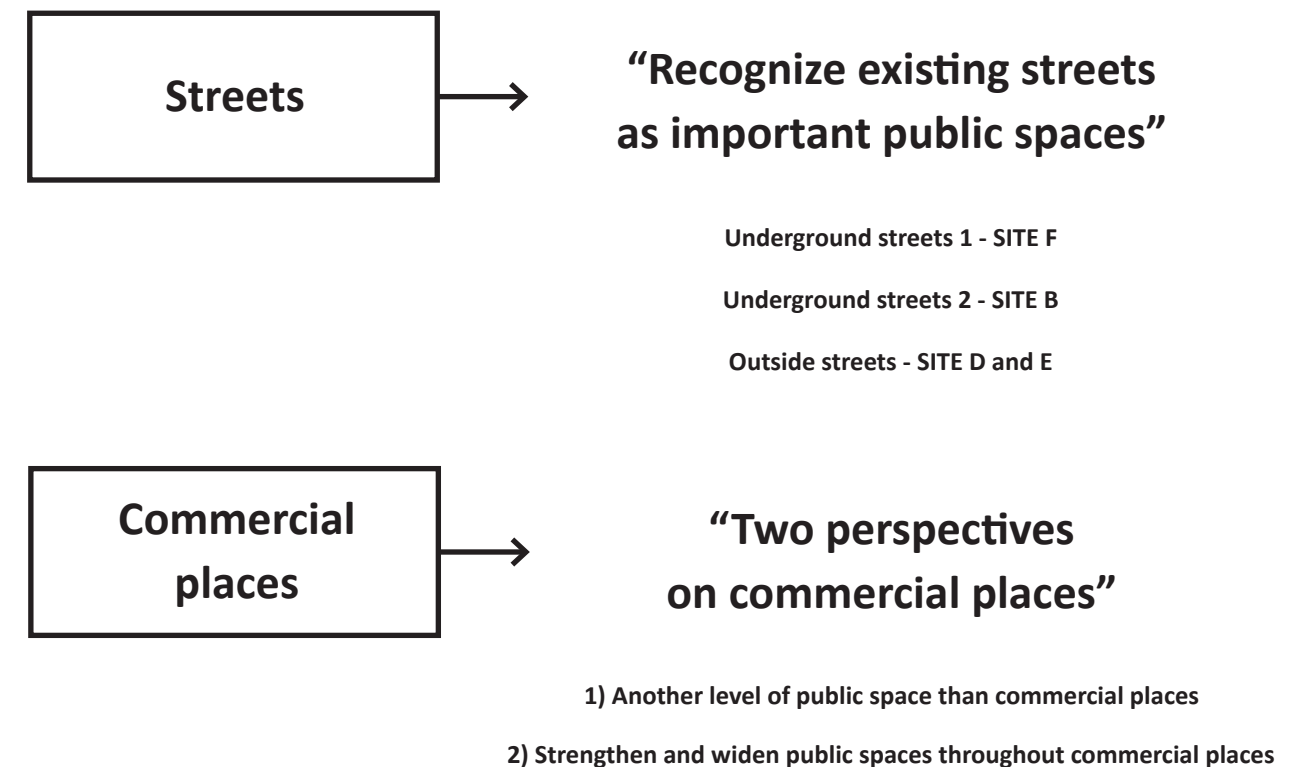 Streets
“Recognize existing streets
as important public spaces”
Underground streets 1 - SITE F
Underground streets 2 - SITE B
Outside streets - SITE D and E
Commercial
places
“Two perspectives
on commercial places”
1) Another level of public space than commercial places
2) Strengthen and widen public spaces throughout commercial places